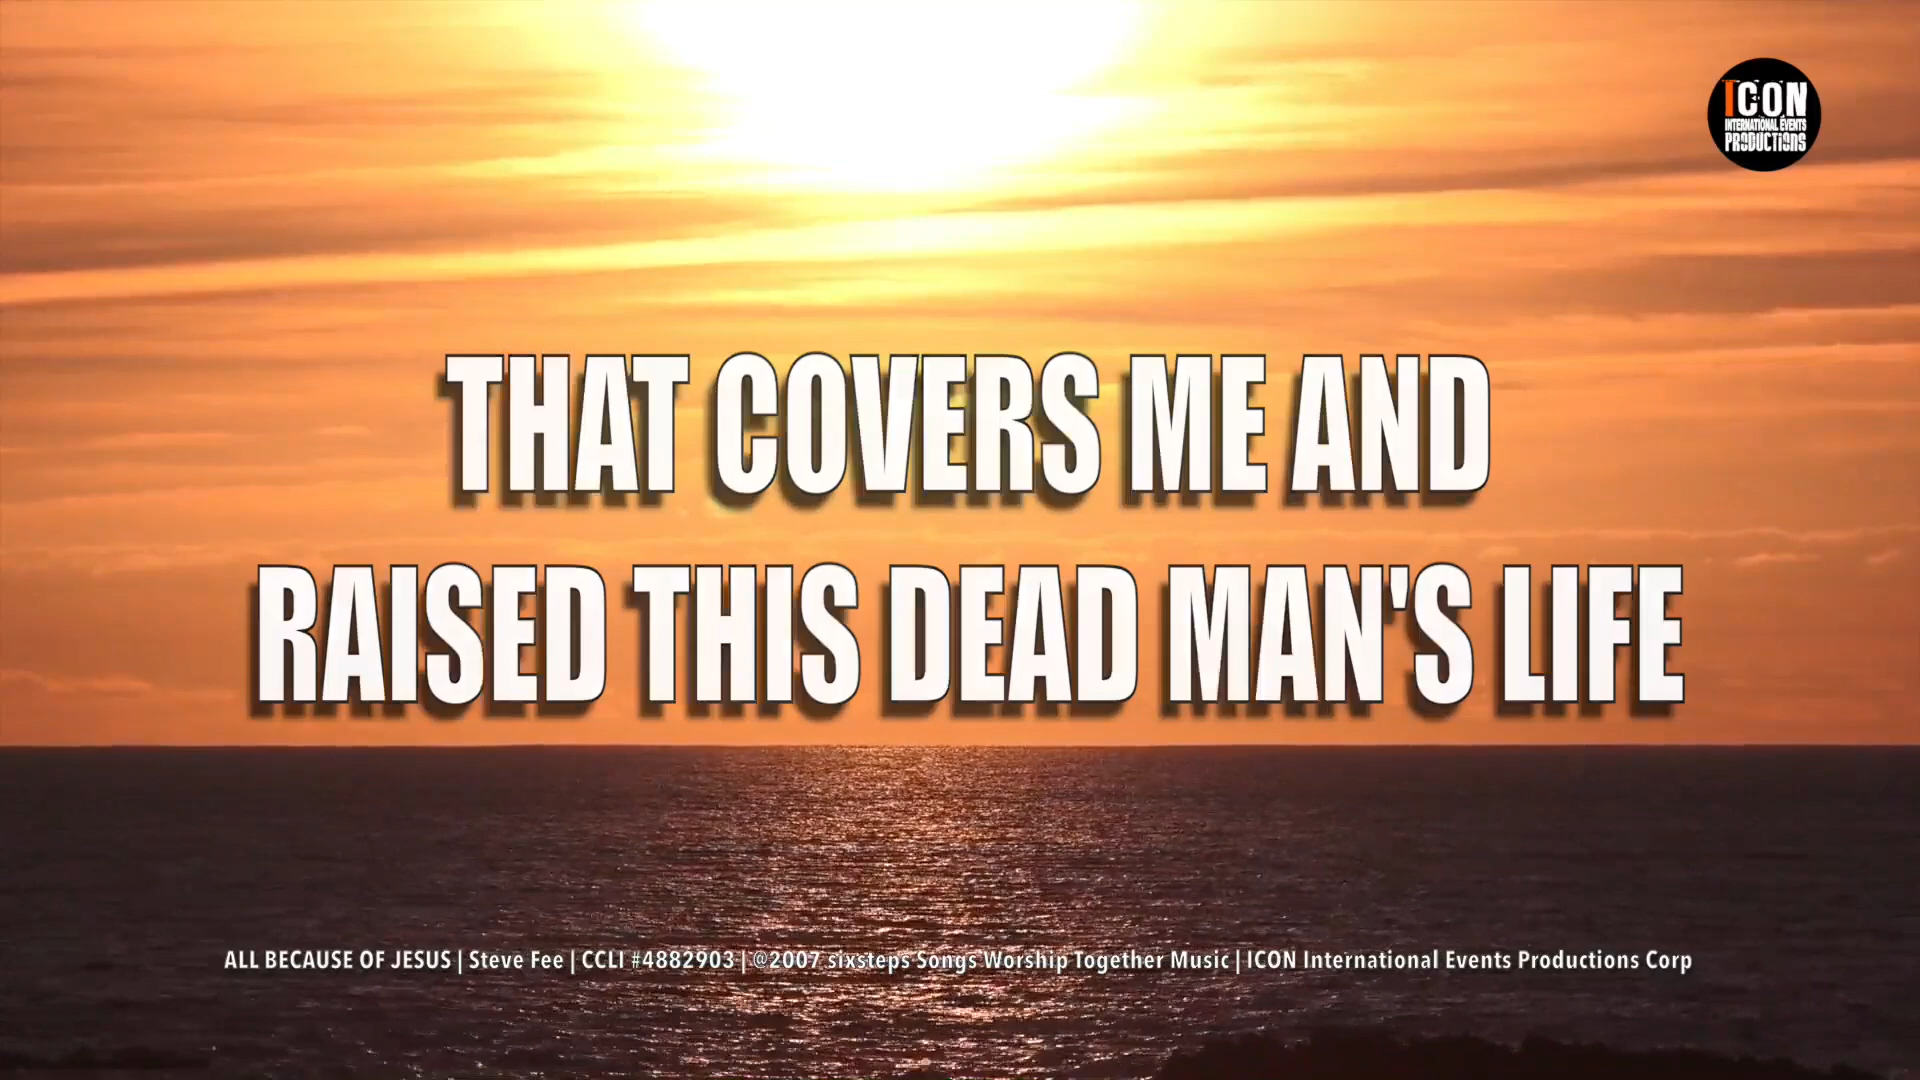 ICON
INTERNATIONAL EVENTS
PRODUCTIONS
THAT COVERS ME AND
RAISED THIS DEAD MAN'S LIFE
ALL BECAUSE OF JESUS | Steve Fee | CCLI #4882903 | @2007 sixsteps Songs Worship Together Music | ICON International Events Productions Corp